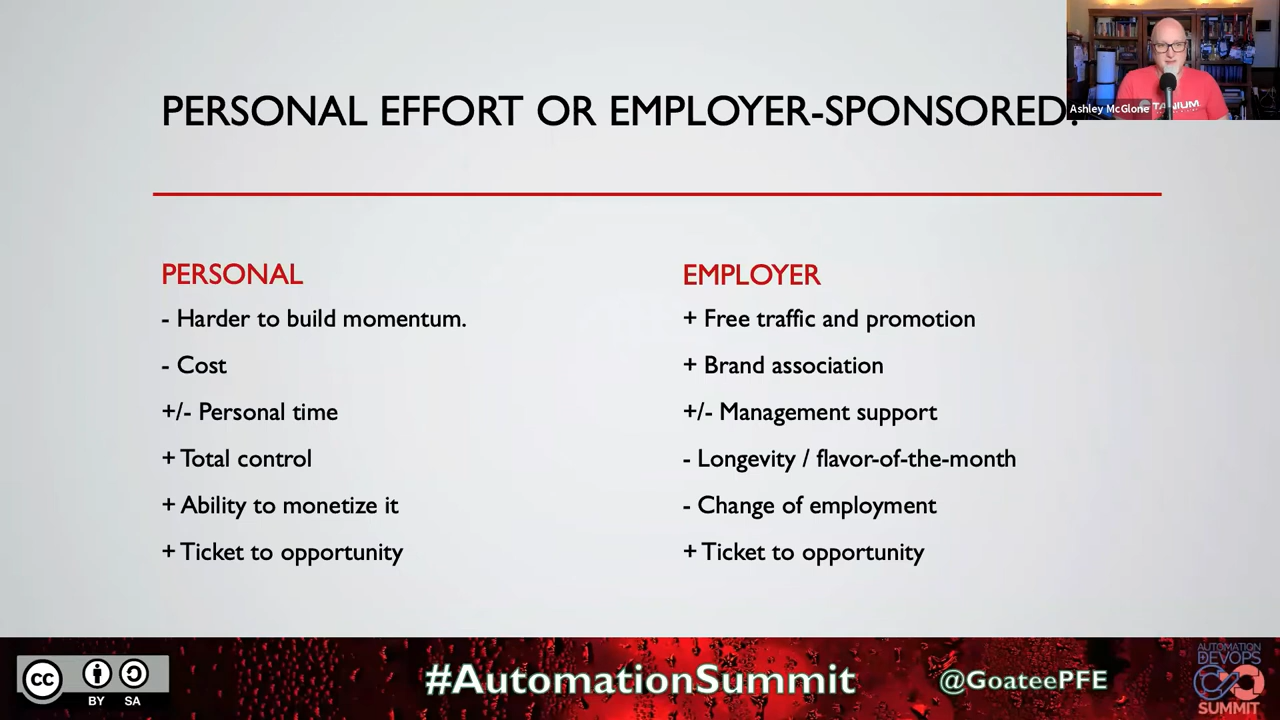 PERSONAL EFFORT OR EMPLOYER-SPONSORED?
Ashley McGlone
TANIUM
PERSONAL
- Harder to build momentum.
- Cost
+/- Personal time
+ Total control
+ Ability to monetize it
+ Ticket to opportunity
EMPLOYER
+ Free traffic and promotion
+ Brand association
+/- Management support
- Longevity / flavor-of-the-month
- Change of employment
+ Ticket to opportunity
cc
BY SA
#AutomationSummit
@GoateePFE
AUTOMATION
DEVOPS
SUMMIT